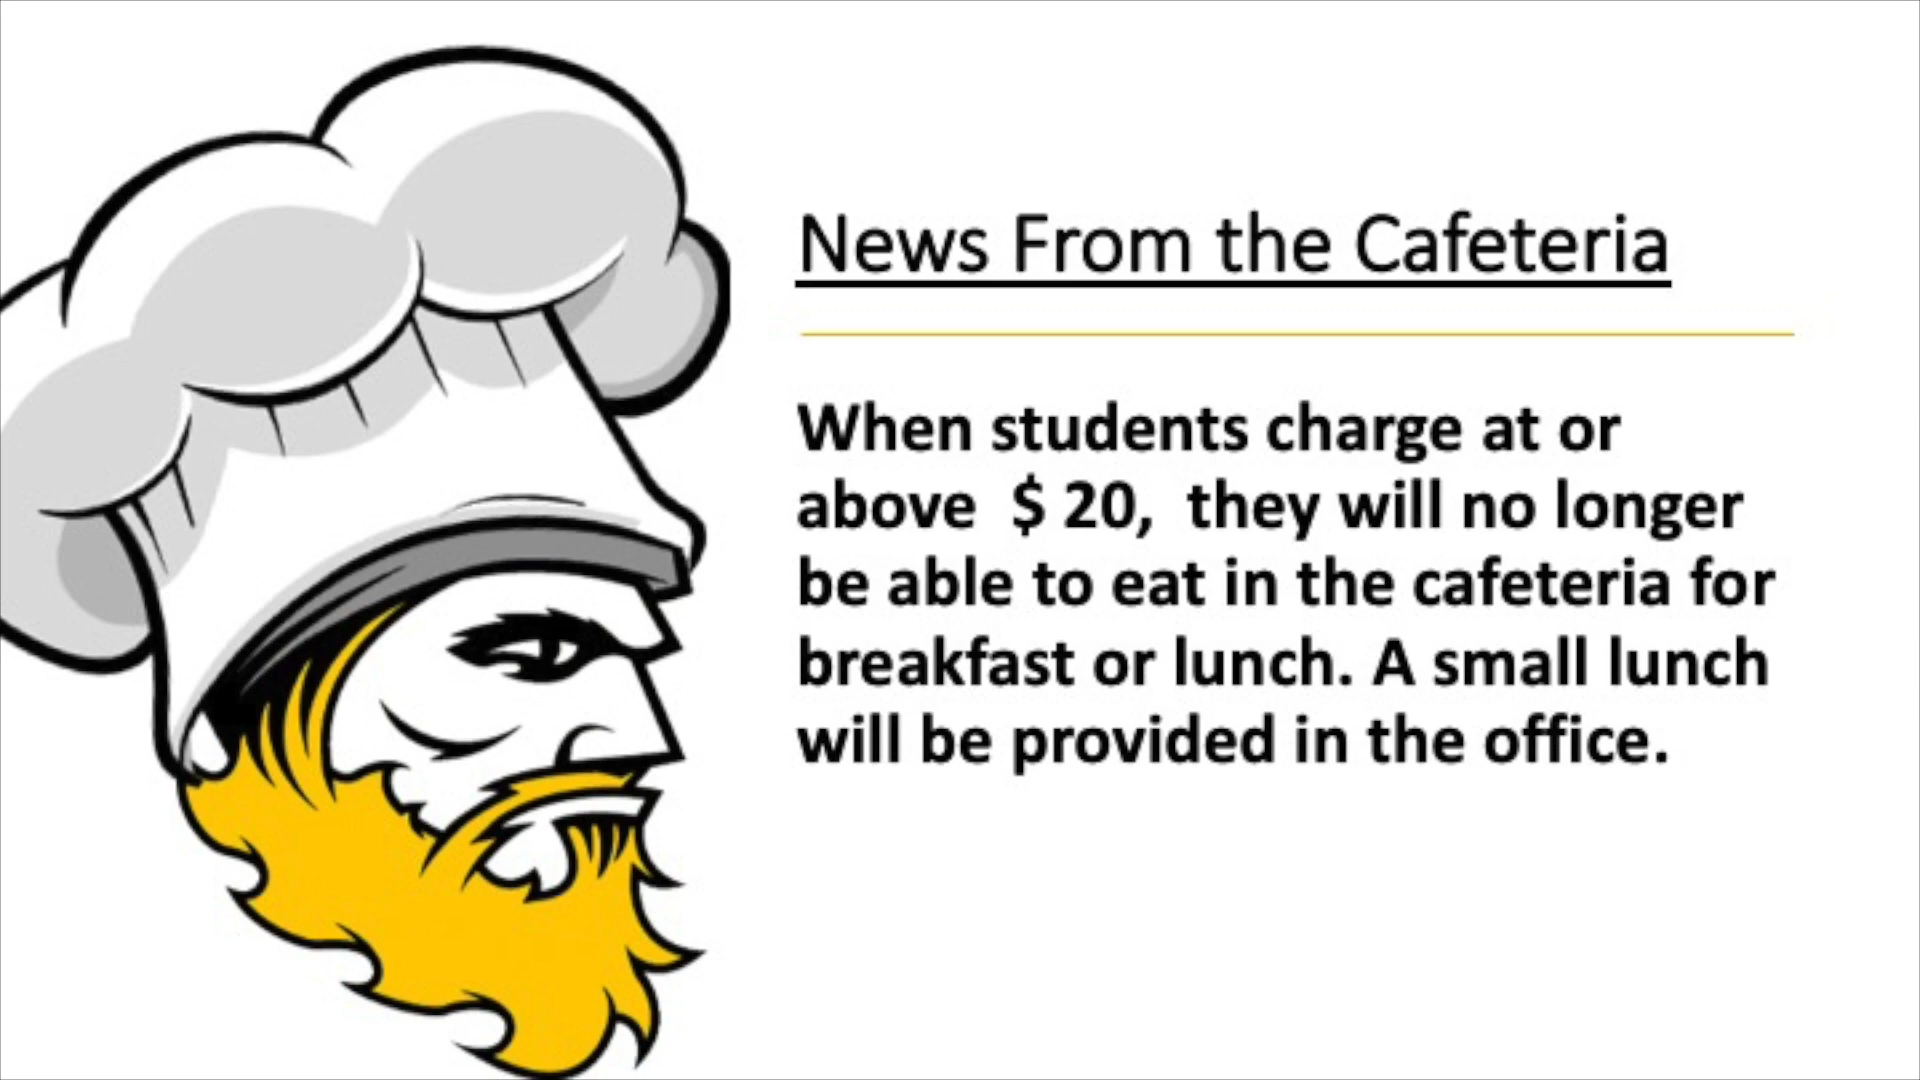 News From the Cafeteria
When students charge at or
above  $ 20,  they will no longer
be able to eat in the cafeteria for
breakfast or lunch. A small lunch
will be provided in the office.